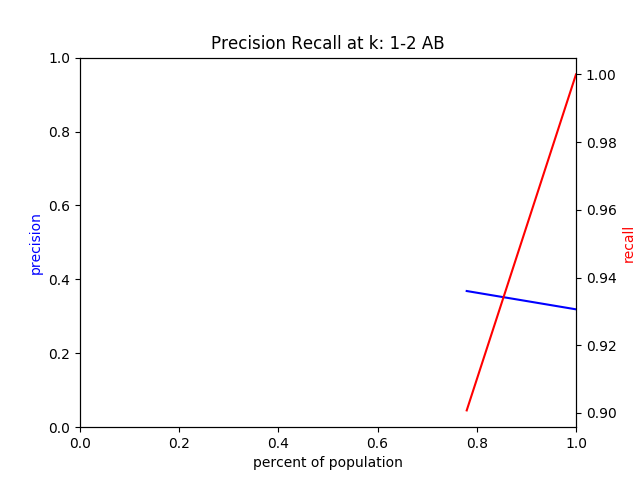 Precision Recall at k: 1-2 AB
1.0
0.8
0.6
0.4
0.2
0.0
precision
1.00
0.98
0.96
0.94
0.92
0.90
recall
0.0 0.2 0.4 0.6 0.8 1.0
percent of population